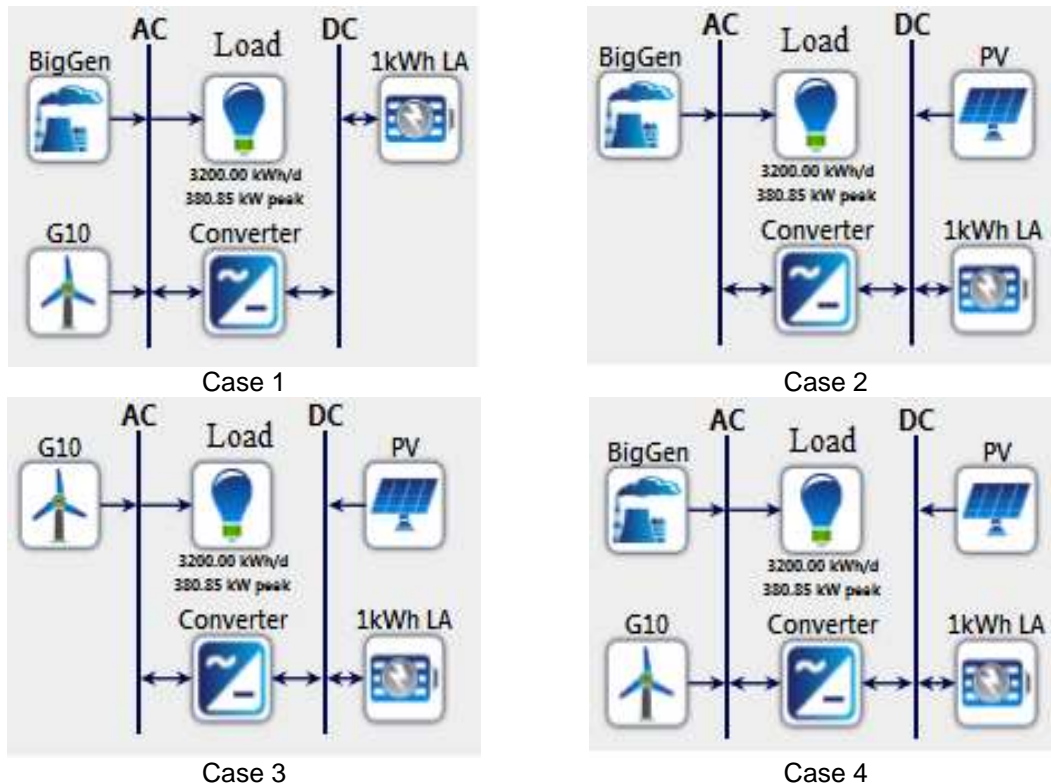 AC Load DC
BigGen 1kWh LA
3200.00 kWh/d
380.85 kW peak
G10 Converter
Case 1
AC Load DC
BigGen PV
3200.00 kWh/d
380.85 kW peak
Converter 1kWh LA
Case 2
AC Load DC
G10 PV
3200.00 kWh/d
380.85 kW peak
Converter 1kWh LA
Case 3
AC Load DC
BigGen PV
3200.00 kWh/d
380.85 kW peak
G10 Converter 1kWh LA
Case 4